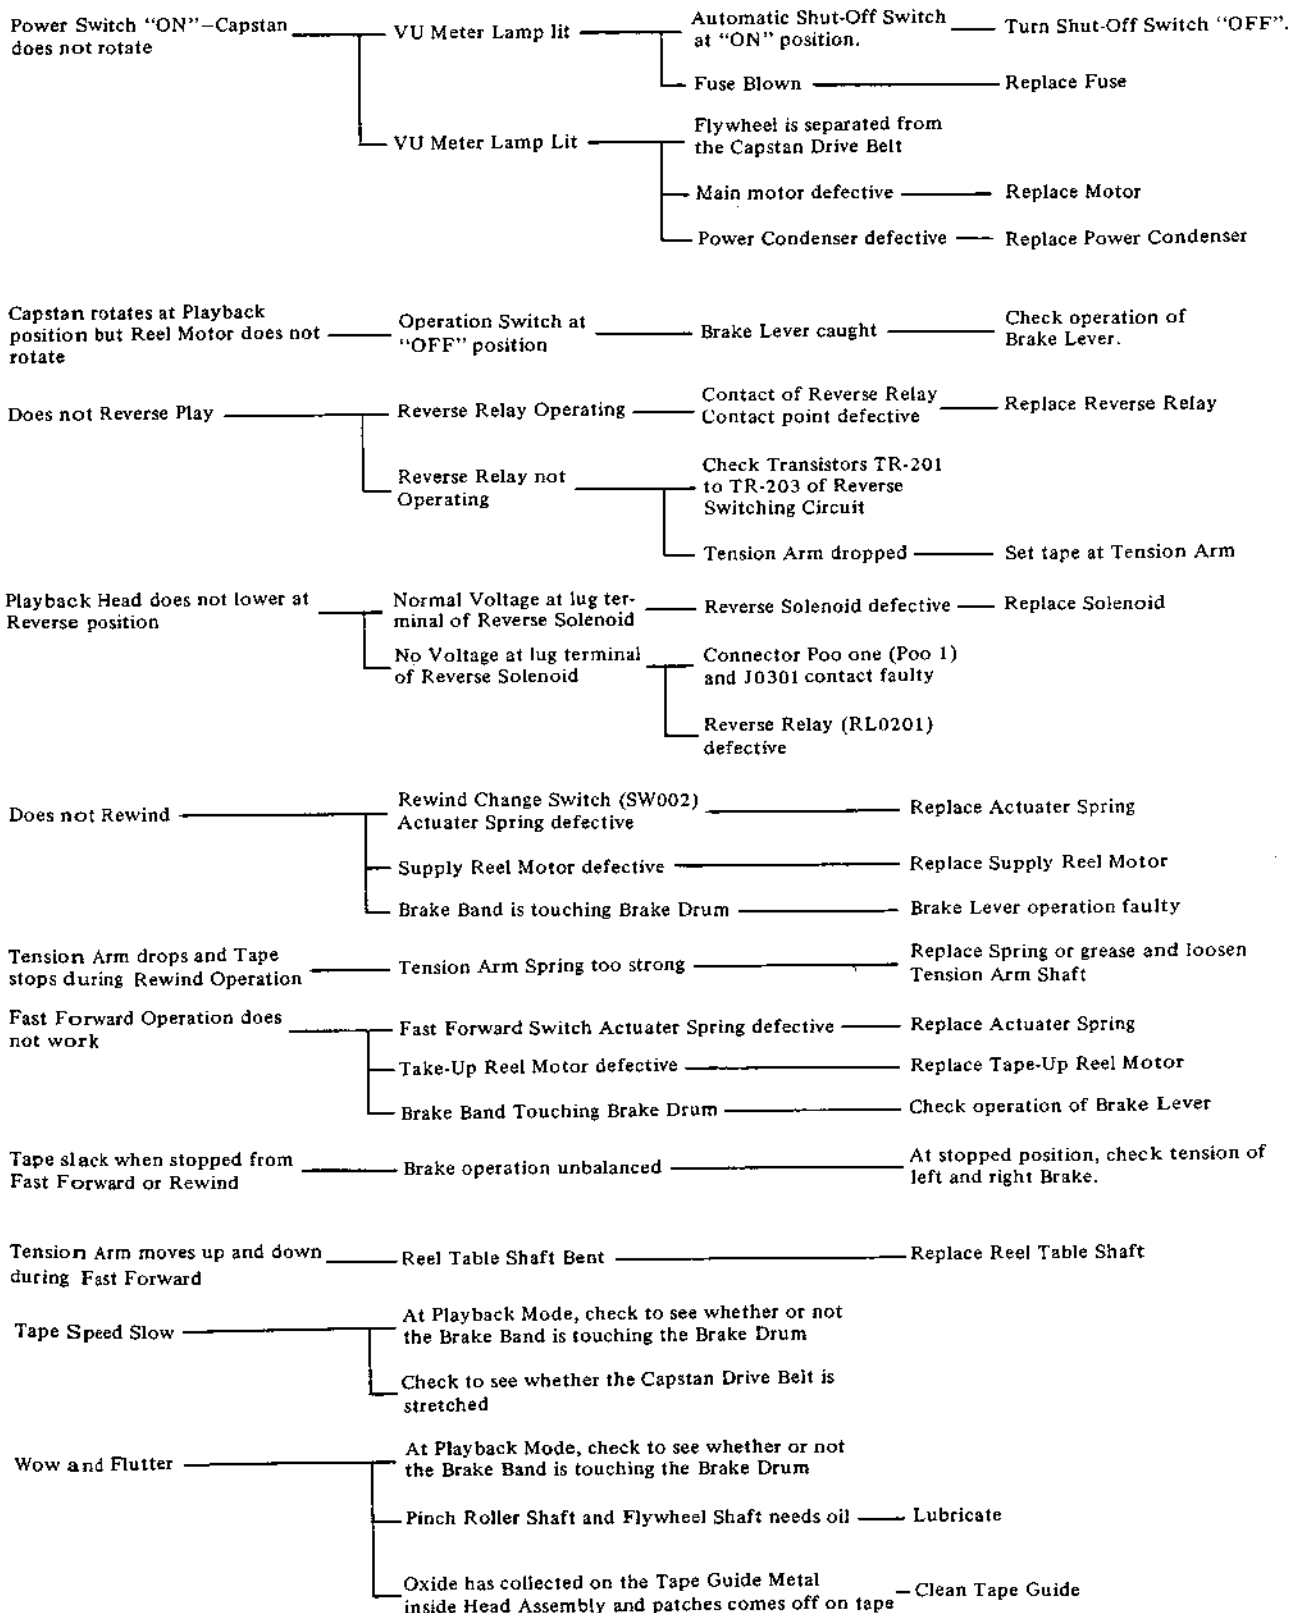 Power Switch “ON”–Capstan
does not rotate
VU Meter Lamp lit
Automatic Shut-Off Switch
at “ON” position.
Turn Shut-Off Switch “OFF”.
Fuse Blown
Replace Fuse
VU Meter Lamp Lit
Flywheel is separated from
the Capstan Drive Belt
Main motor defective
Replace Motor
Power Condenser defective
Replace Power Condenser
Capstan rotates at Playback
position but Reel Motor does not
rotate
Operation Switch at
“OFF” position
Brake Lever caught
Check operation of
Brake Lever.
Does not Reverse Play
Reverse Relay Operating
Contact of Reverse Relay
Contact point defective
Replace Reverse Relay
Reverse Relay not
Operating
Check Transistors TR-201
to TR-203 of Reverse
Switching Circuit
Tension Arm dropped
Set tape at Tension Arm
Playback Head does not lower at
Reverse position
Normal Voltage at lug ter-
minal of Reverse Solenoid
Reverse Solenoid defective
Replace Solenoid
No Voltage at lug terminal
of Reverse Solenoid
Connector Poo one (Poo 1)
and J0301 contact faulty
Reverse Relay (RL0201)
defective
Does not Rewind
Rewind Change Switch (SW002)
Actuater Spring defective
Replace Actuater Spring
Supply Reel Motor defective
Replace Supply Reel Motor
Brake Band is touching Brake Drum
Brake Lever operation faulty
Tension Arm drops and Tape
stops during Rewind Operation
Tension Arm Spring too strong
Replace Spring or grease and loosen
Tension Arm Shaft
Fast Forward Operation does
not work
Fast Forward Switch Actuater Spring defective
Replace Actuater Spring
Take-Up Reel Motor defective
Replace Tape-Up Reel Motor
Brake Band Touching Brake Drum
Check operation of Brake Lever
Tape slack when stopped from
Fast Forward or Rewind
Brake operation unbalanced
At stopped position, check tension of
left and right Brake.
Tension Arm moves up and down
during Fast Forward
Reel Table Shaft Bent
Replace Reel Table Shaft
Tape Speed Slow
At Playback Mode, check to see whether or not
the Brake Band is touching the Brake Drum
Check to see whether the Capstan Drive Belt is
stretched
Wow and Flutter
At Playback Mode, check to see whether or not
the Brake Band is touching the Brake Drum
Pinch Roller Shaft and Flywheel Shaft needs oil
Lubricate
Oxide has collected on the Tape Guide Metal
inside Head Assembly and patches comes off on tape
Clean Tape Guide